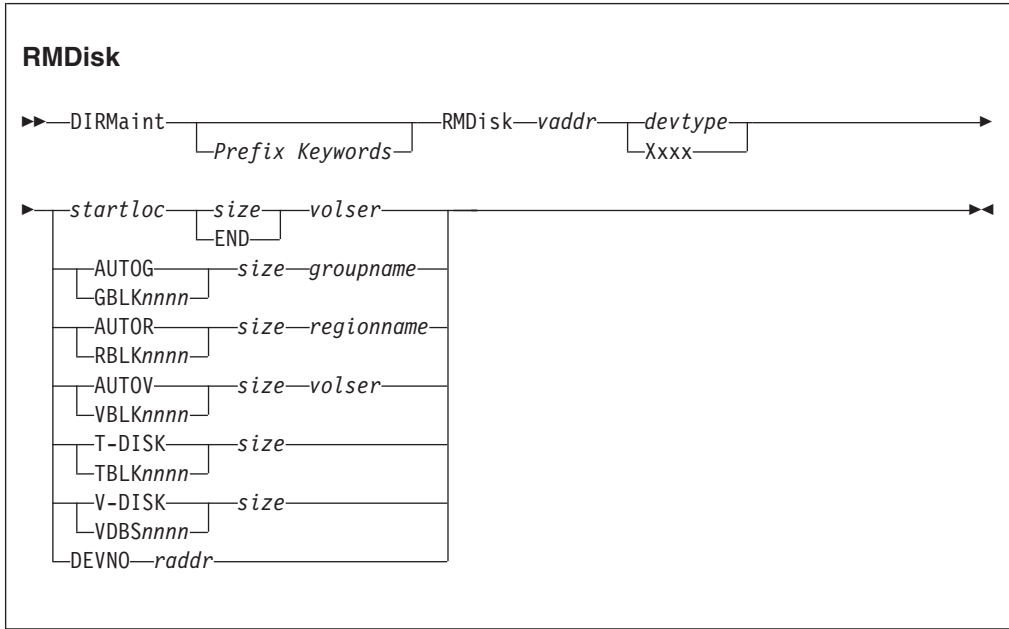 RMDisk
DIRMaint Prefix Keywords RMDisk vaddr devtype
Xxxx
startloc size volser
END
AUTOG size groupname
GBLKnnnn
AUTOR size regionname
RBLKnnnn
AUTOV size volser
VBLKnnnn
T-DISK size
TBLKnnnn
V-DISK size
VDBSnnnn
DEVNO raddr